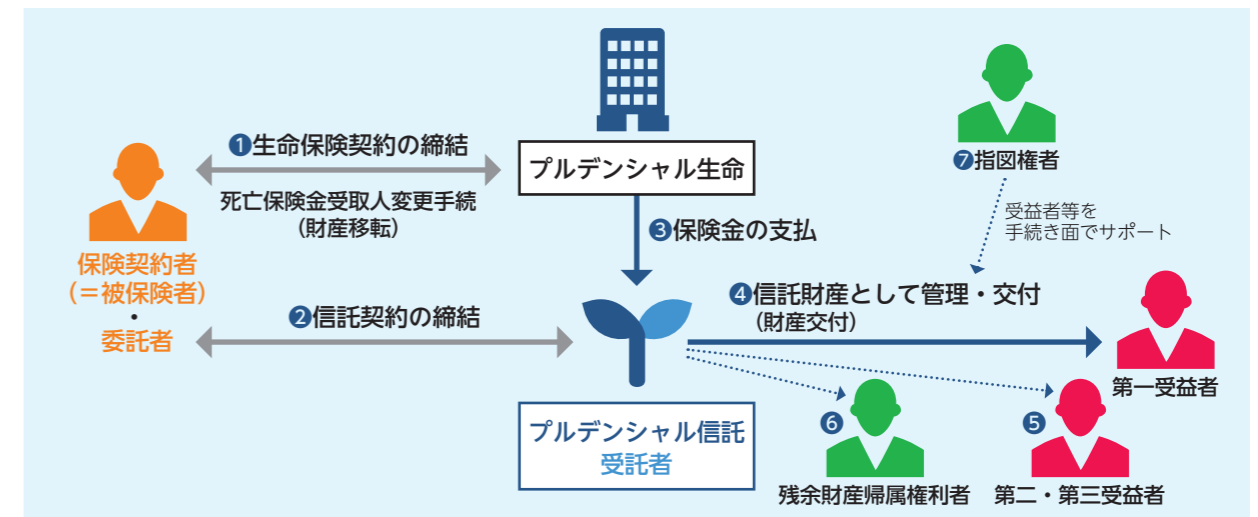 ❶生命保険契約の締結
死亡保険金受取人変更手続
(財産移転)
プルデンシャル生命
❼指図権者
受益者等を
手続き面でサポート
❸保険金の支払
保険契約者
(=被保険者)
・
委託者
❷信託契約の締結
❹信託財産として管理・交付
(財産交付)
第一受益者
プルデンシャル信託
受託者
❻
残余財産帰属権利者
❺
第二・第三受益者